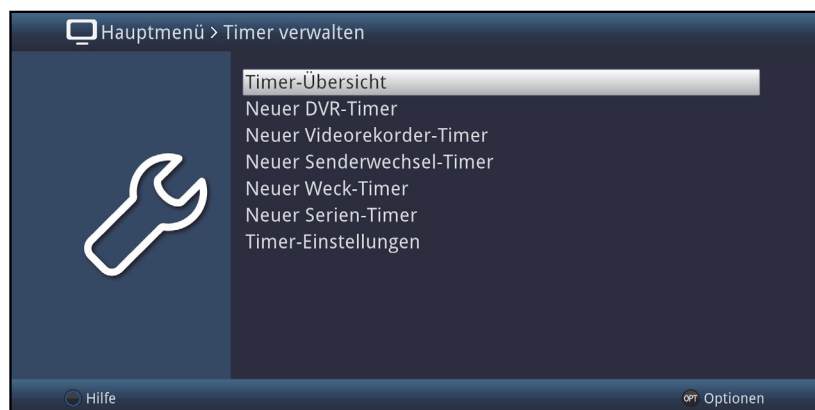 Hauptmenü > Timer verwalten
Timer-Übersicht
Neuer DVR-Timer
Neuer Videorekorder-Timer
Neuer Senderwechsel-Timer
Neuer Weck-Timer
Neuer Serien-Timer
Timer-Einstellungen
Hilfe
OPT Optionen